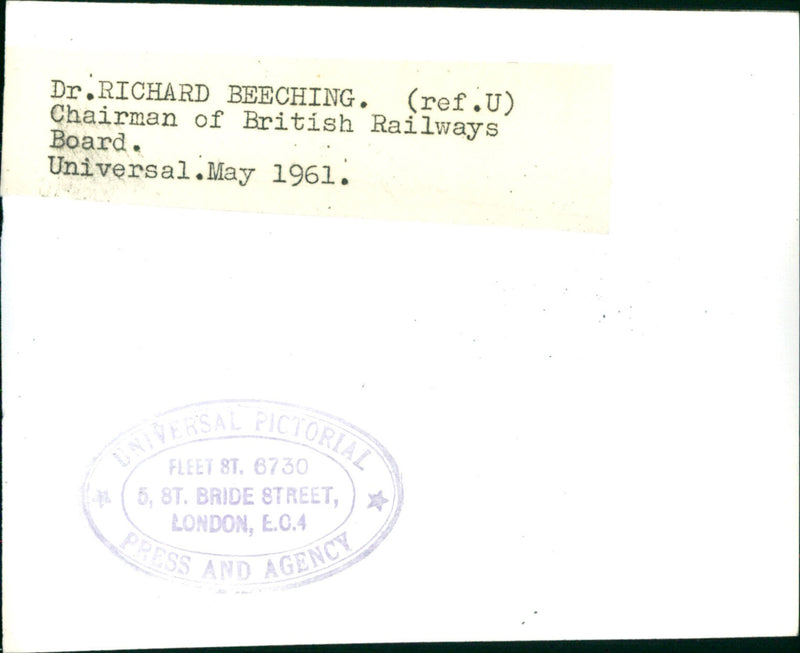 Dr.RICHARD BEECHING. (ref.U)
Chairman of British Railways
Board.
Universal.May 1961.
UNIVERSAL PICTORIAL
FLEET ST. 6730
5, ST. BRIDE STREET,
LONDON, E.C.4
PRESS AND AGENCY